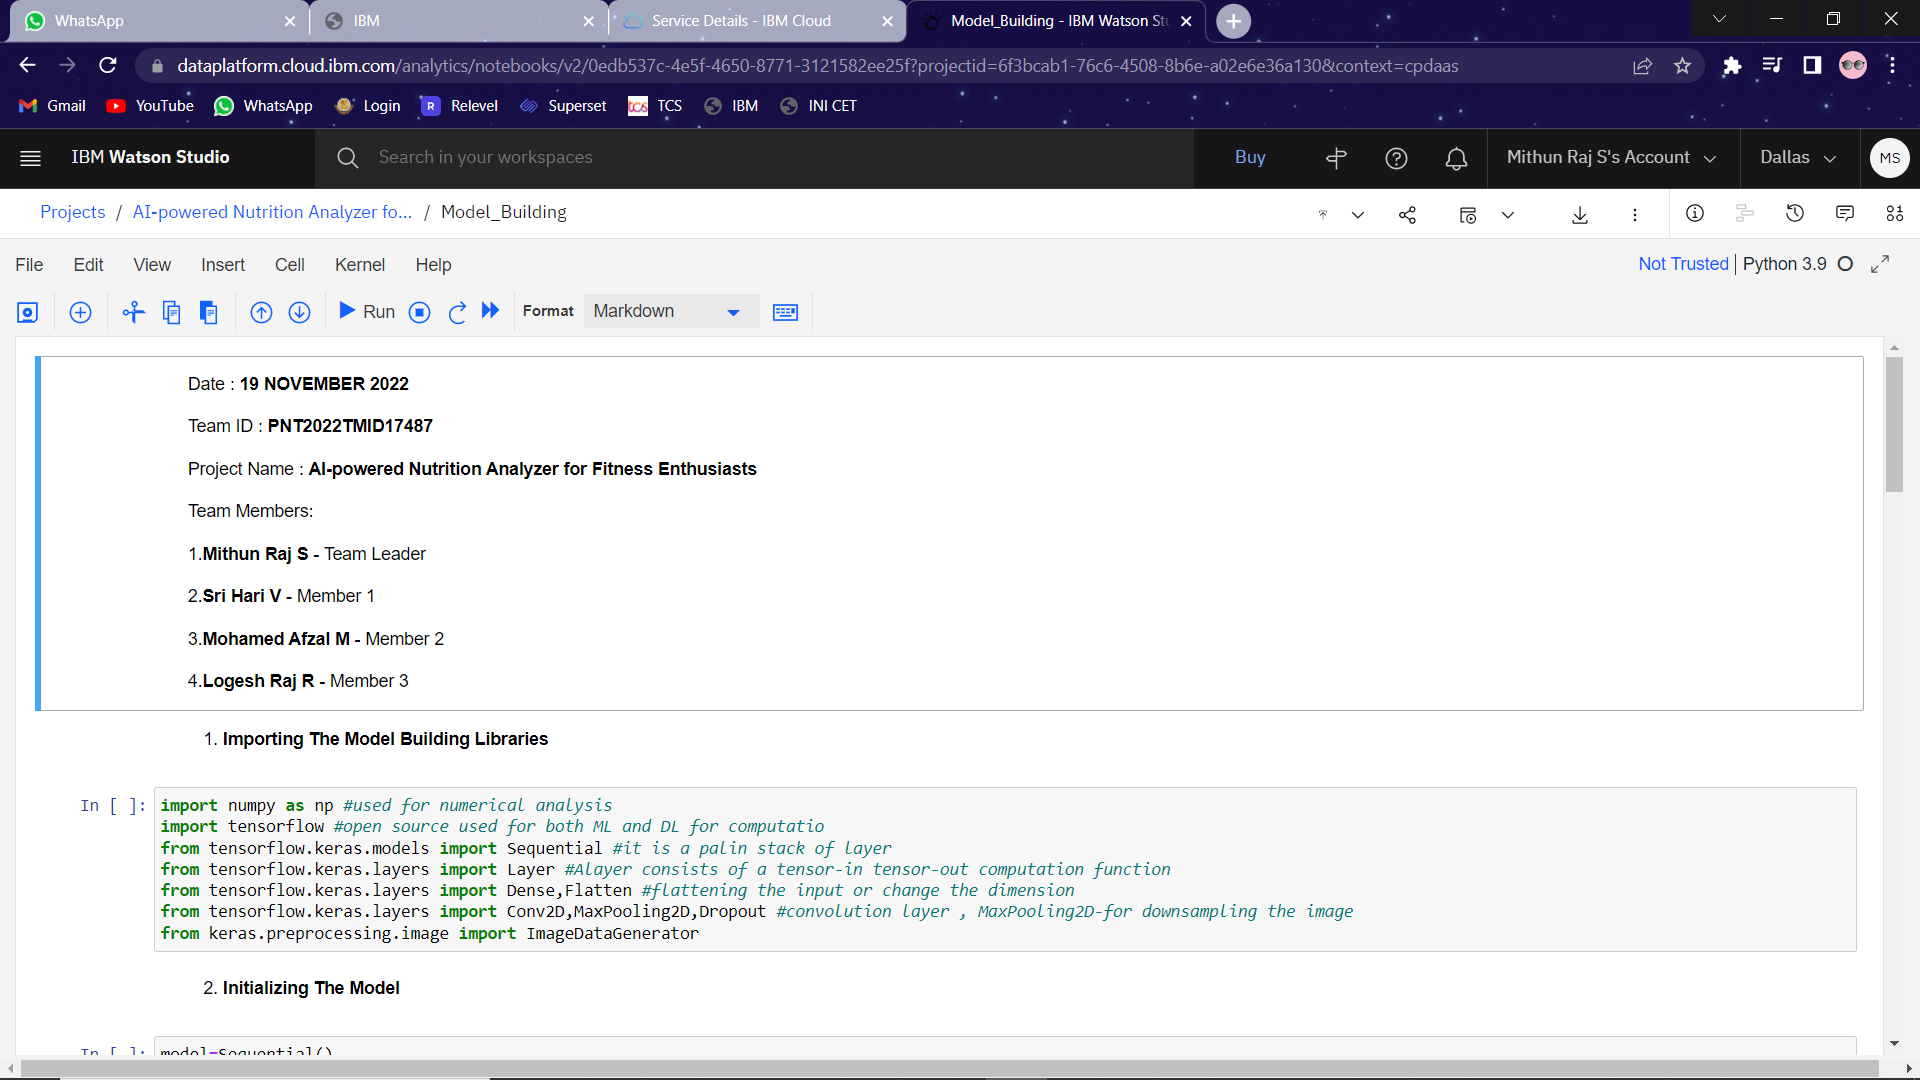 WhatsApp
IBM
Service Details - IBM Cloud
Model_Building - IBM Watson Stu
dataplatform.cloud.ibm.com/analytics/notebooks/v2/0edb537c-4e5f-4650-8771-3121582ee25f?projectid=6f3bcab1-76c6-4508-8b6e-a02e6e36a130&context=cpdaas
Gmail YouTube WhatsApp Login R Relevel Superset tcs TCS IBM INI CET
IBM Watson Studio Search in your workspaces Buy Mithun Raj S's Account Dallas MS
Projects / AI-powered Nutrition Analyzer fo... / Model_Building
File Edit View Insert Cell Kernel Help Not Trusted | Python 3.9
Run Format Markdown
Date : 19 NOVEMBER 2022
Team ID : PNT2022TMID17487
Project Name : AI-powered Nutrition Analyzer for Fitness Enthusiasts
Team Members:
1.Mithun Raj S - Team Leader
2.Sri Hari V - Member 1
3.Mohamed Afzal M - Member 2
4.Logesh Raj R - Member 3
1. Importing The Model Building Libraries
In [ ]: import numpy as np #used for numerical analysis
import tensorflow #open source used for both ML and DL for computatio
from tensorflow.keras.models import Sequential #it is a palin stack of layer
from tensorflow.keras.layers import Layer #Alayer consists of a tensor-in tensor-out computation function
from tensorflow.keras.layers import Dense,Flatten #flattening the input or change the dimension
from tensorflow.keras.layers import Conv2D,MaxPooling2D,Dropout #convolution layer , MaxPooling2D-for downsampling the image
from keras.preprocessing.image import ImageDataGenerator
2. Initializing The Model
In [ ]: model=Sequential()